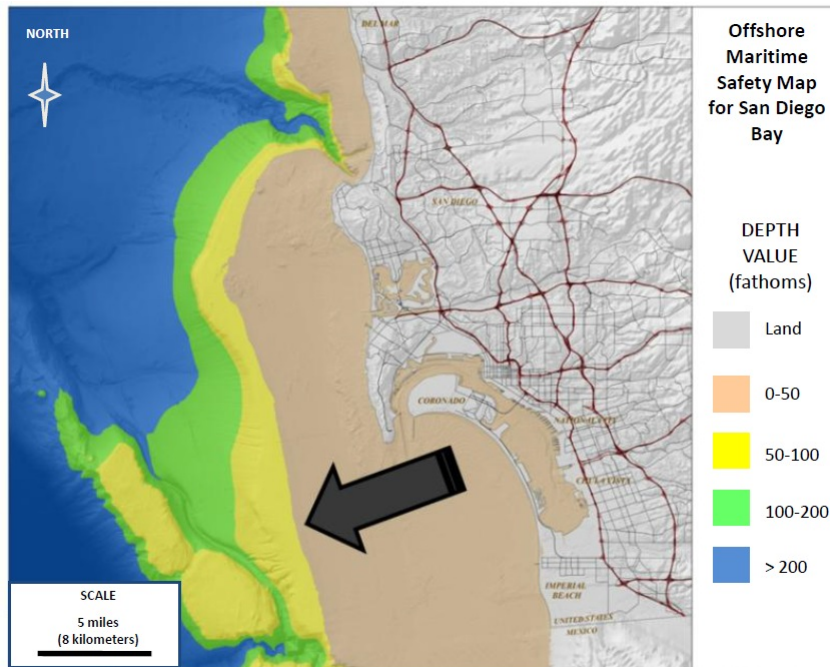 NORTH
DEL MAR
SAN DIEGO
CORONADO
NATIONAL CITY
CHULA VISTA
IMPERIAL
BEACH
UNITED STATES
MEXICO
SCALE
5 miles
(8 kilometers)
Offshore
Maritime
Safety Map
for San Diego
Bay
DEPTH
VALUE
(fathoms)
Land
0-50
50-100
100-200
> 200